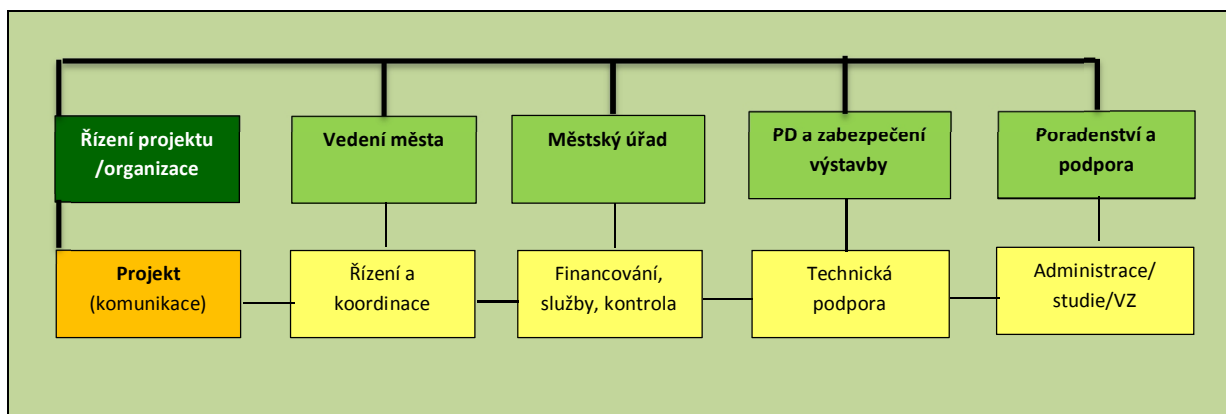 Řízení projektu
/organizace
Vedení města
Městský úřad
PD a zabezpečení
výstavby
Poradenství a
podpora
Projekt
(komunikace)
Řízení a
koordinace
Financování,
služby, kontrola
Technická
podpora
Administrace/
studie/VZ